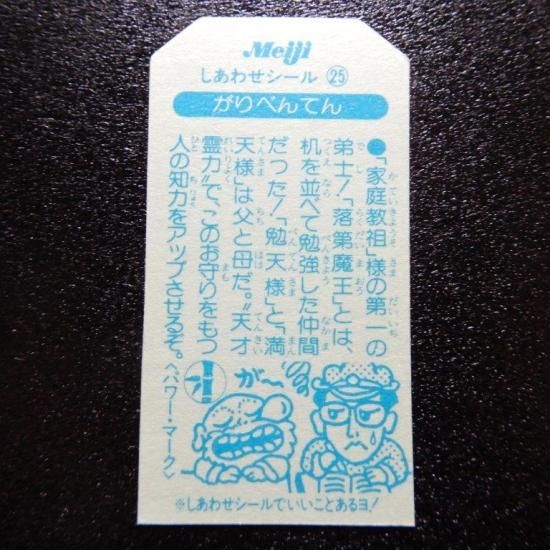 Meiji
しあわせシール ㉕
がりべんてん
●「家庭教祖」様の第一の
弟士!「落第魔王」とは、
机を並べて勉強した仲間
だった!「勉天様」と、「満
天様」は父と母だ。〝天才
霊力〟で、このお守りをもつ
人の知力をアップさせるぞ。
〈パワー・マーク〉
が〜
※しあわせシールでいいことあるヨ!